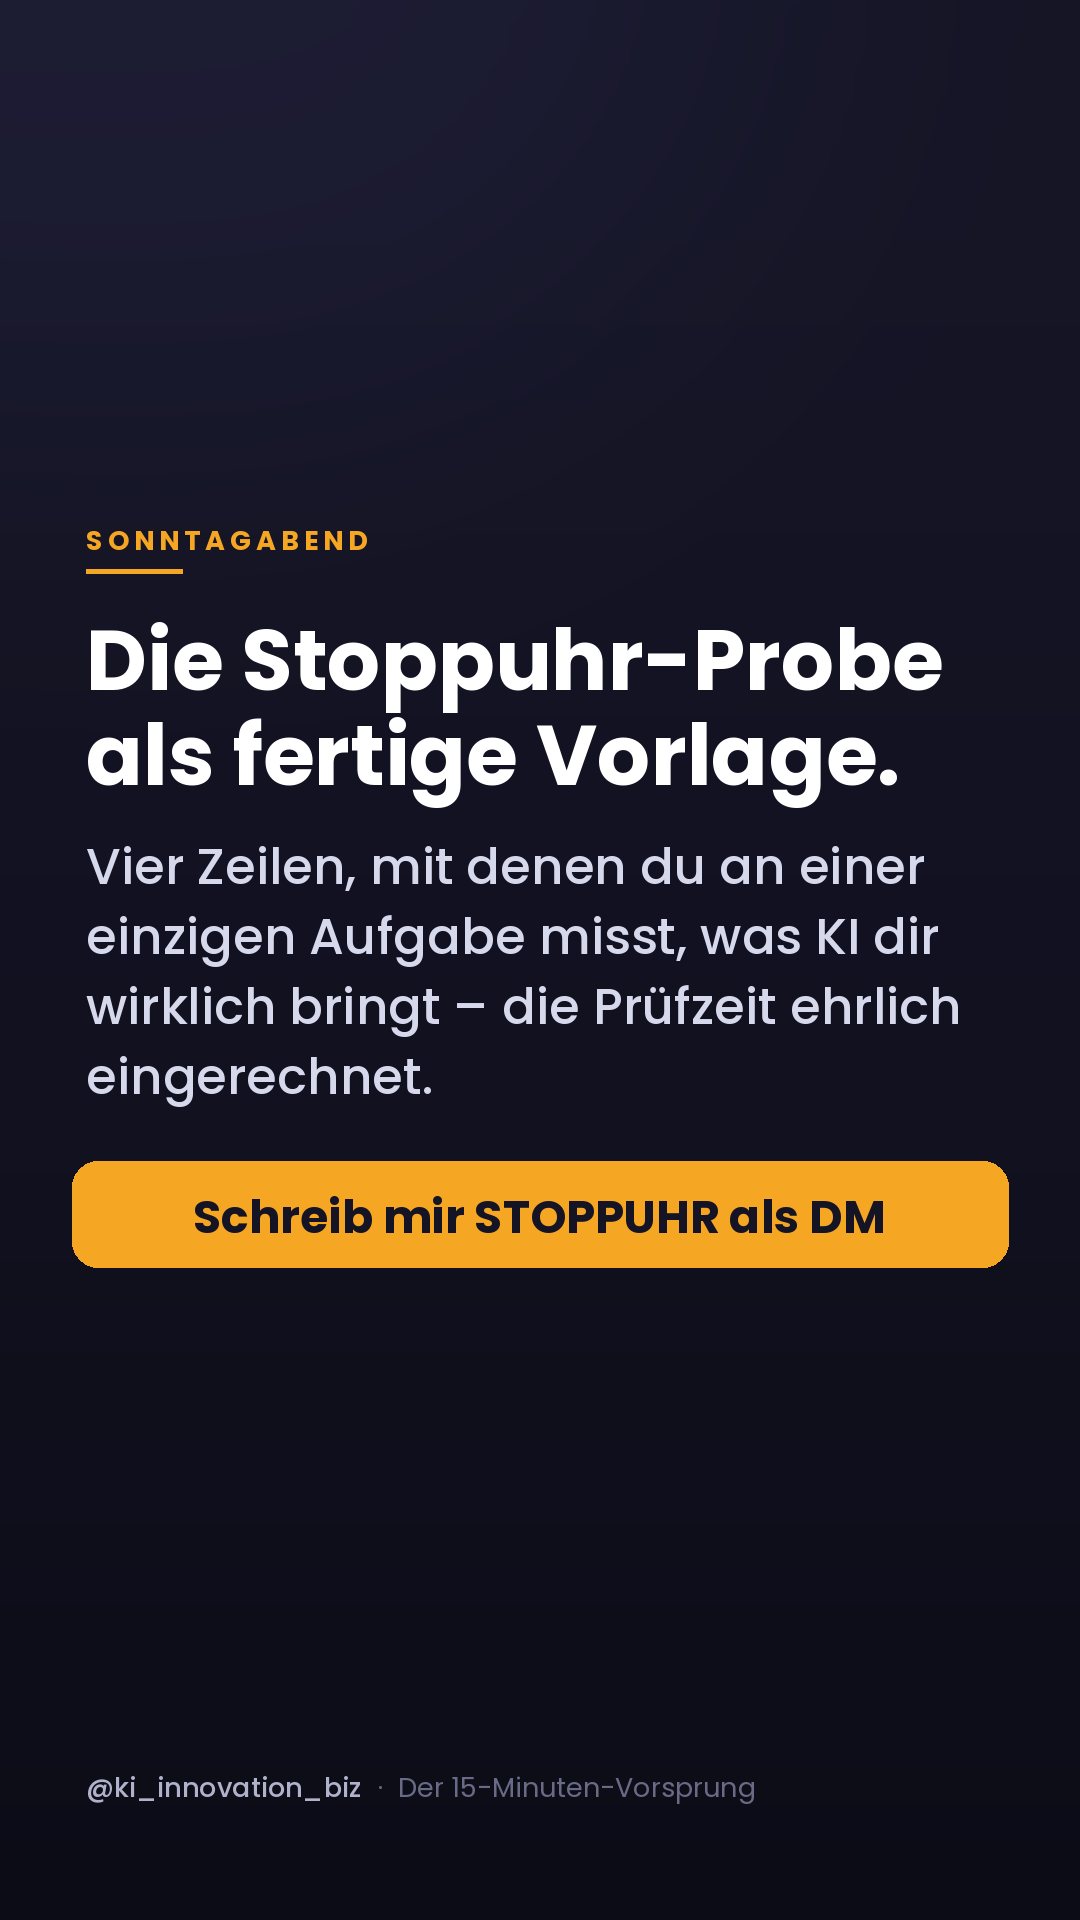 SONNTAGABEND
Die Stoppuhr-Probe
als fertige Vorlage.
Vier Zeilen, mit denen du an einer
einzigen Aufgabe misst, was KI dir
wirklich bringt – die Prüfzeit ehrlich
eingerechnet.
Schreib mir STOPPUHR als DM
@ki_innovation_biz · Der 15-Minuten-Vorsprung